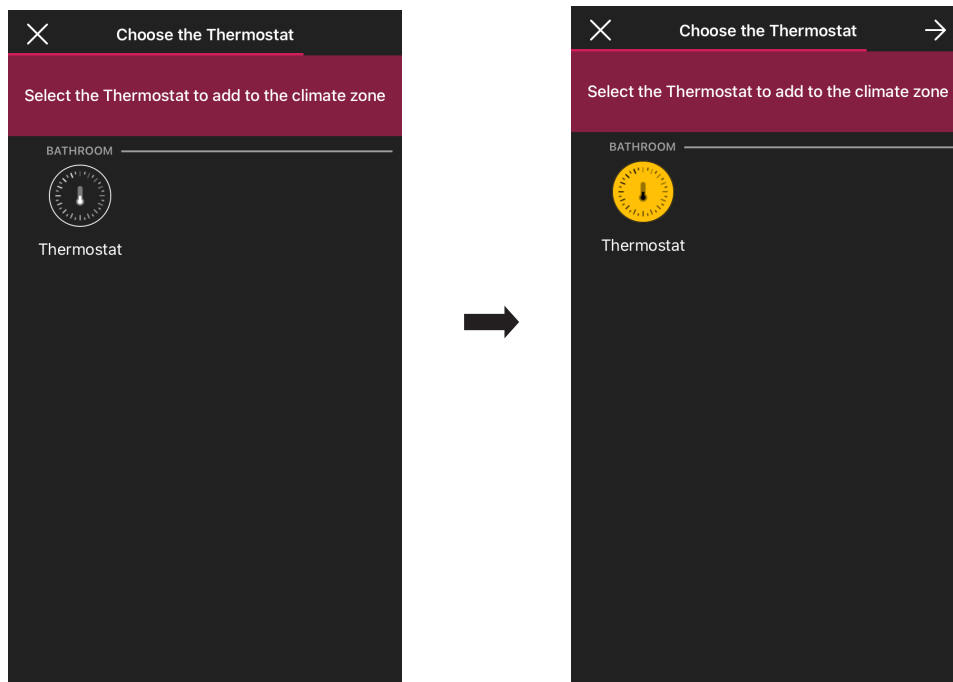 Choose the Thermostat
Select the Thermostat to add to the climate zone
BATHROOM
Thermostat
Choose the Thermostat
Select the Thermostat to add to the climate zone
BATHROOM
Thermostat